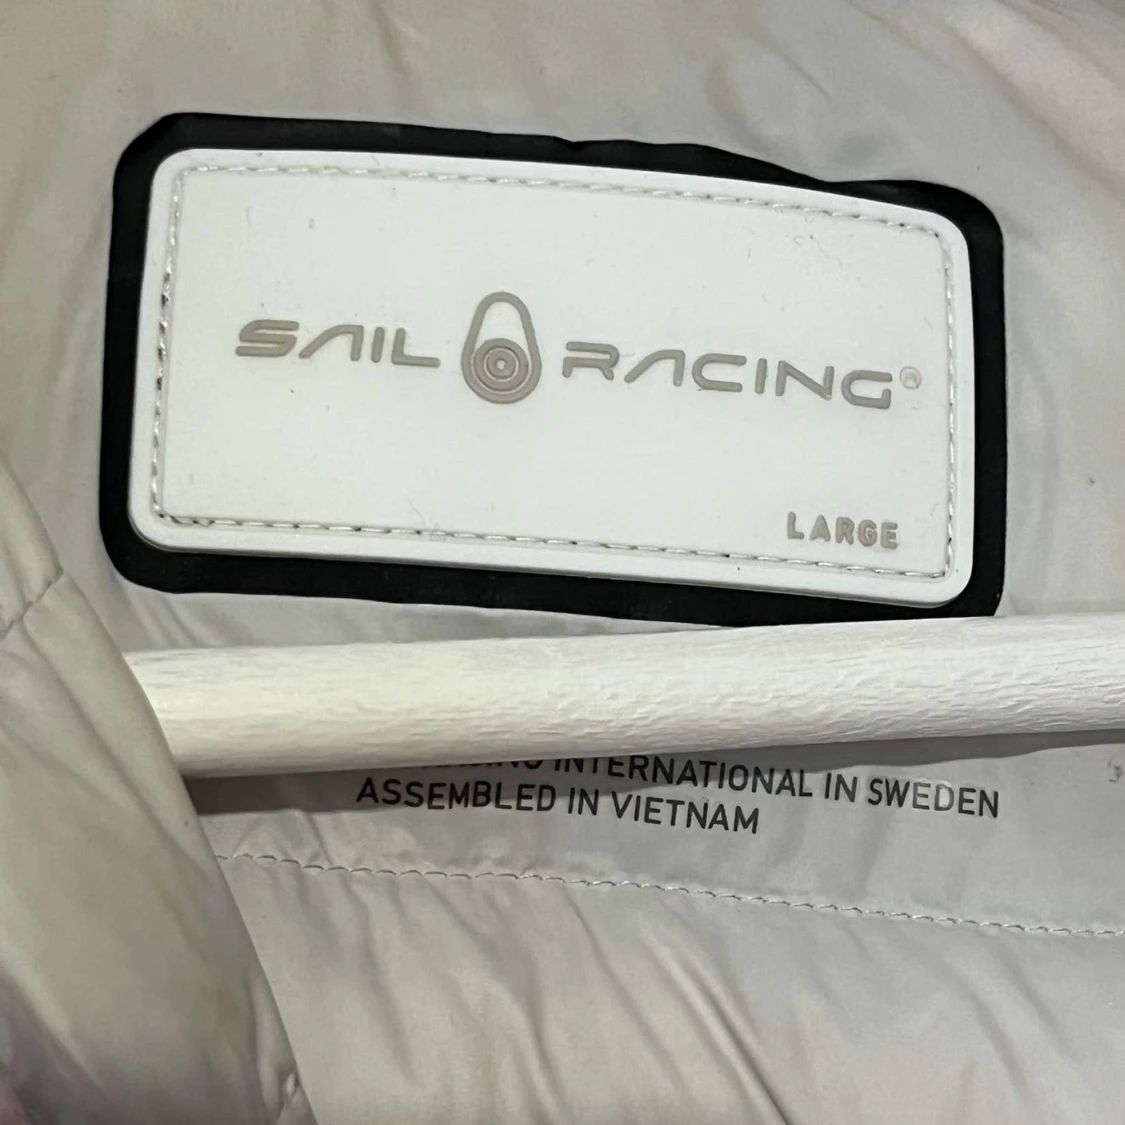 SAIL RACING®
LARGE
INTERNATIONAL IN SWEDEN
ASSEMBLED IN VIETNAM